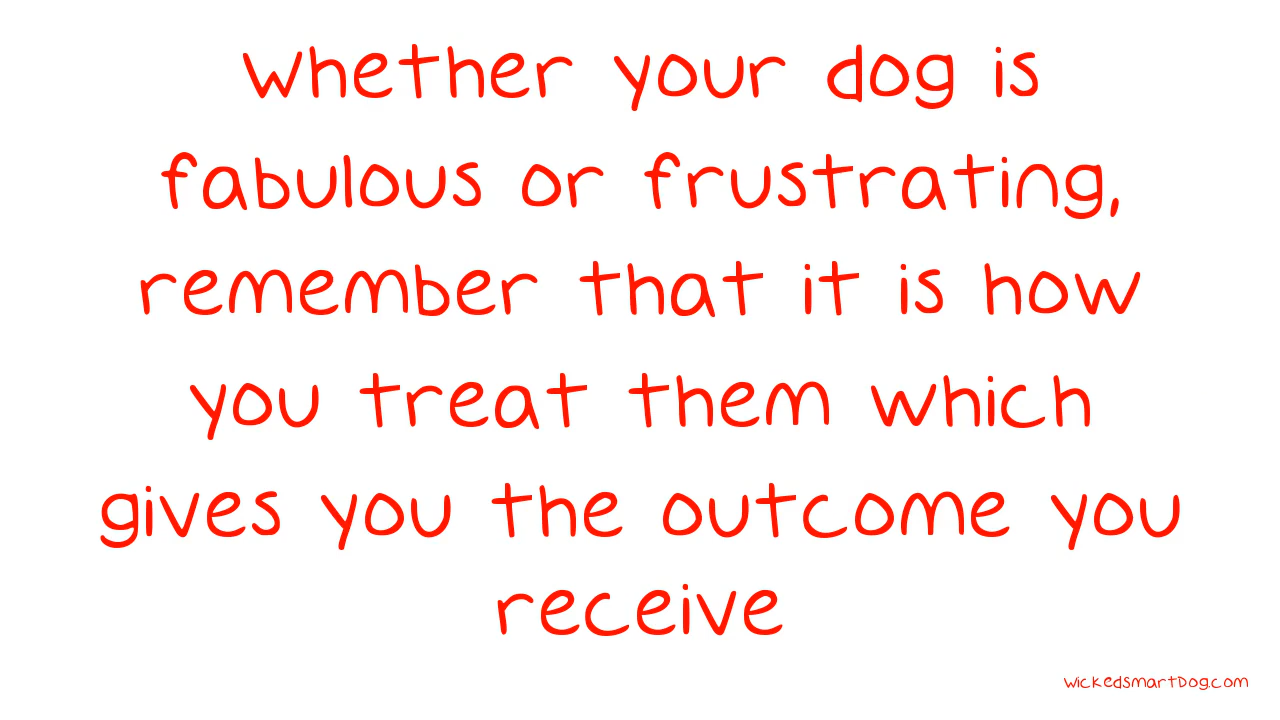 Whether your dog is
fabulous or frustrating,
remember that it is how
you treat them which
gives you the outcome you
receive
wickedsmartDog.com